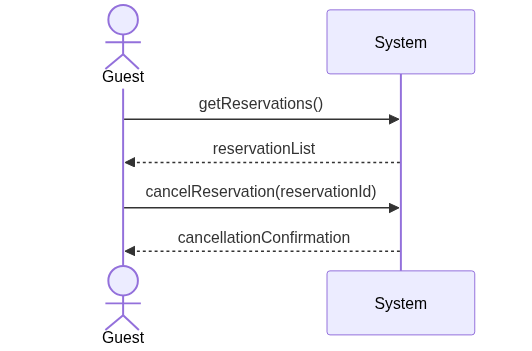 Guest
System
getReservations()
reservationList
cancelReservation(reservationId)
cancellationConfirmation
Guest
System